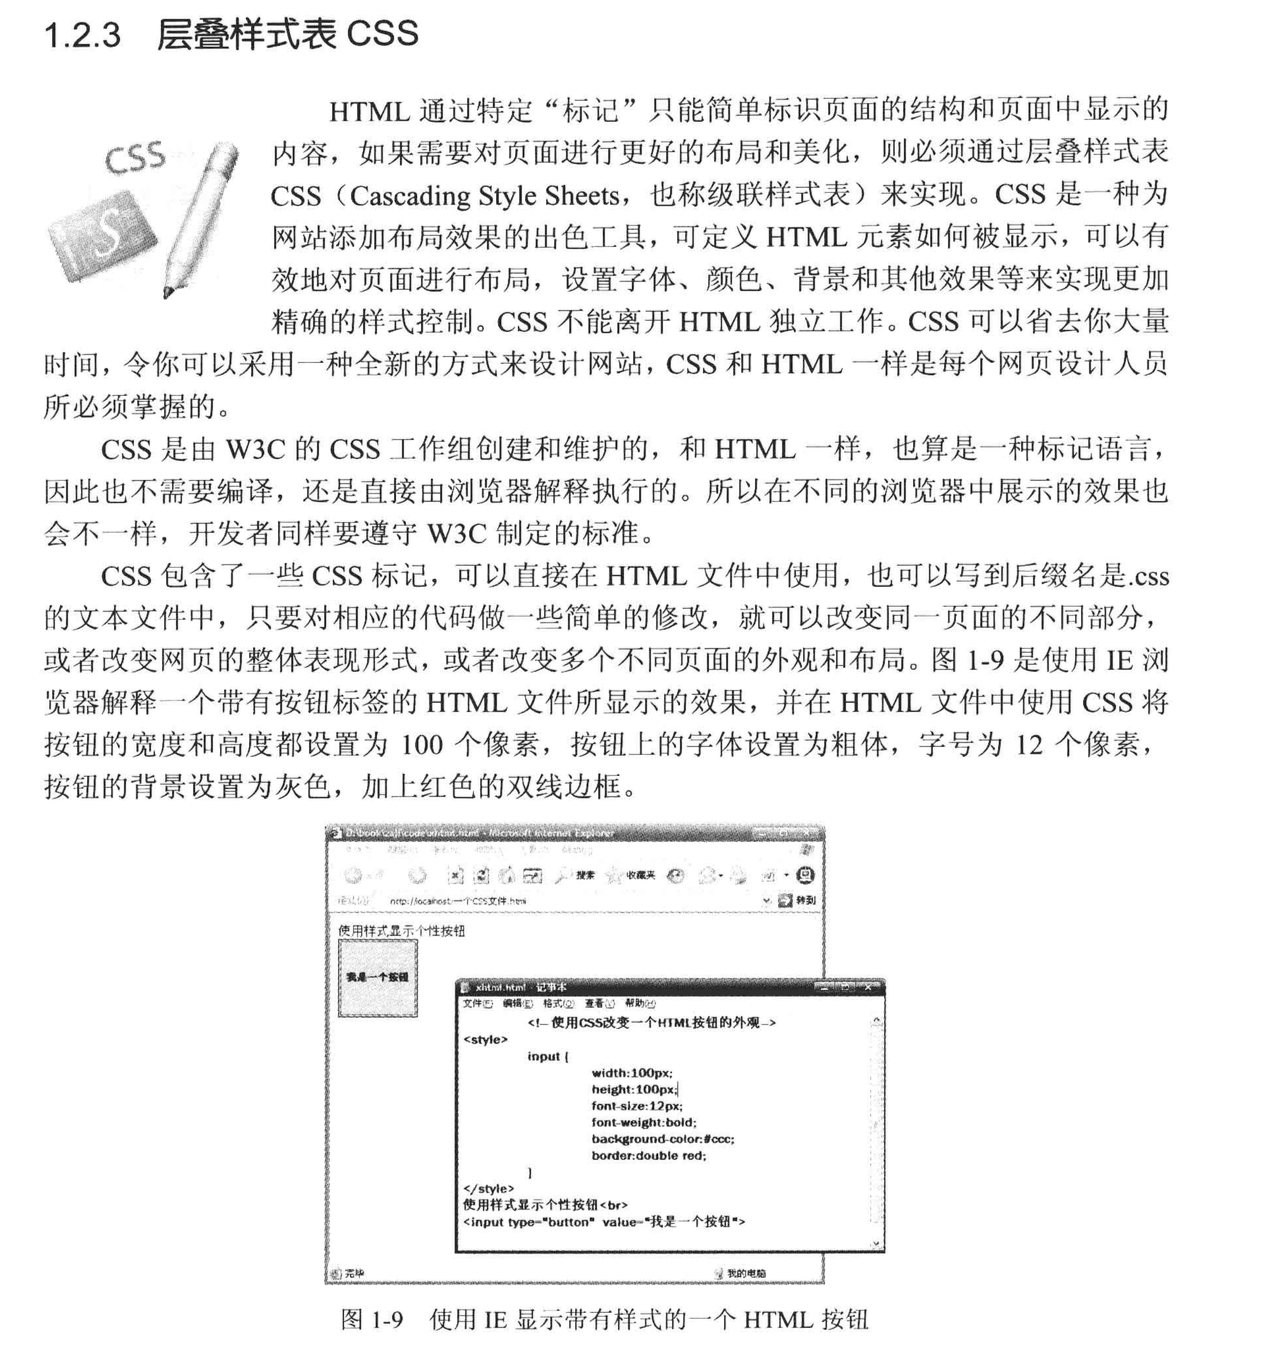 1.2.3 层叠样式表 CSS
CSS
HTML 通过特定“标记”只能简单标识页面的结构和页面中显示的
内容，如果需要对页面进行更好的布局和美化，则必须通过层叠样式表
CSS（Cascading Style Sheets，也称级联样式表）来实现。CSS 是一种为
网站添加布局效果的出色工具，可定义 HTML 元素如何被显示，可以有
效地对页面进行布局，设置字体、颜色、背景和其他效果等来实现更加
精确的样式控制。CSS 不能离开 HTML 独立工作。CSS 可以省去你大量
时间，令你可以采用一种全新的方式来设计网站，CSS 和 HTML 一样是每个网页设计人员
所必须掌握的。
CSS 是由 W3C 的 CSS 工作组创建和维护的，和 HTML 一样，也算是一种标记语言，
因此也不需要编译，还是直接由浏览器解释执行的。所以在不同的浏览器中展示的效果也
会不一样，开发者同样要遵守 W3C 制定的标准。
CSS 包含了一些 CSS 标记，可以直接在 HTML 文件中使用，也可以写到后缀名是.css
的文本文件中，只要对相应的代码做一些简单的修改，就可以改变同一页面的不同部分，
或者改变网页的整体表现形式，或者改变多个不同页面的外观和布局。图 1-9 是使用 IE 浏
览器解释一个带有按钮标签的 HTML 文件所显示的效果，并在 HTML 文件中使用 CSS 将
按钮的宽度和高度都设置为 100 个像素，按钮上的字体设置为粗体，字号为 12 个像素，
按钮的背景设置为灰色，加上红色的双线边框。
Microsoft Internet Explorer
搜索 收藏夹
http://localhost/一个CSS文件.html 转到
使用样式显示个性按钮
我是一个按钮
xhtml.html - 记事本
文件(F) 编辑(E) 格式(O) 查看(V) 帮助(H)
<!-- 使用CSS改变一个HTML按钮的外观-->
<style>
input {
width:100px;
height:100px;
font-size:12px;
font-weight:bold;
background-color:#ccc;
border:double red;
}
</style>
使用样式显示个性按钮<br>
<input type="button" value="我是一个按钮">
完毕 我的电脑
图 1-9 使用 IE 显示带有样式的一个 HTML 按钮